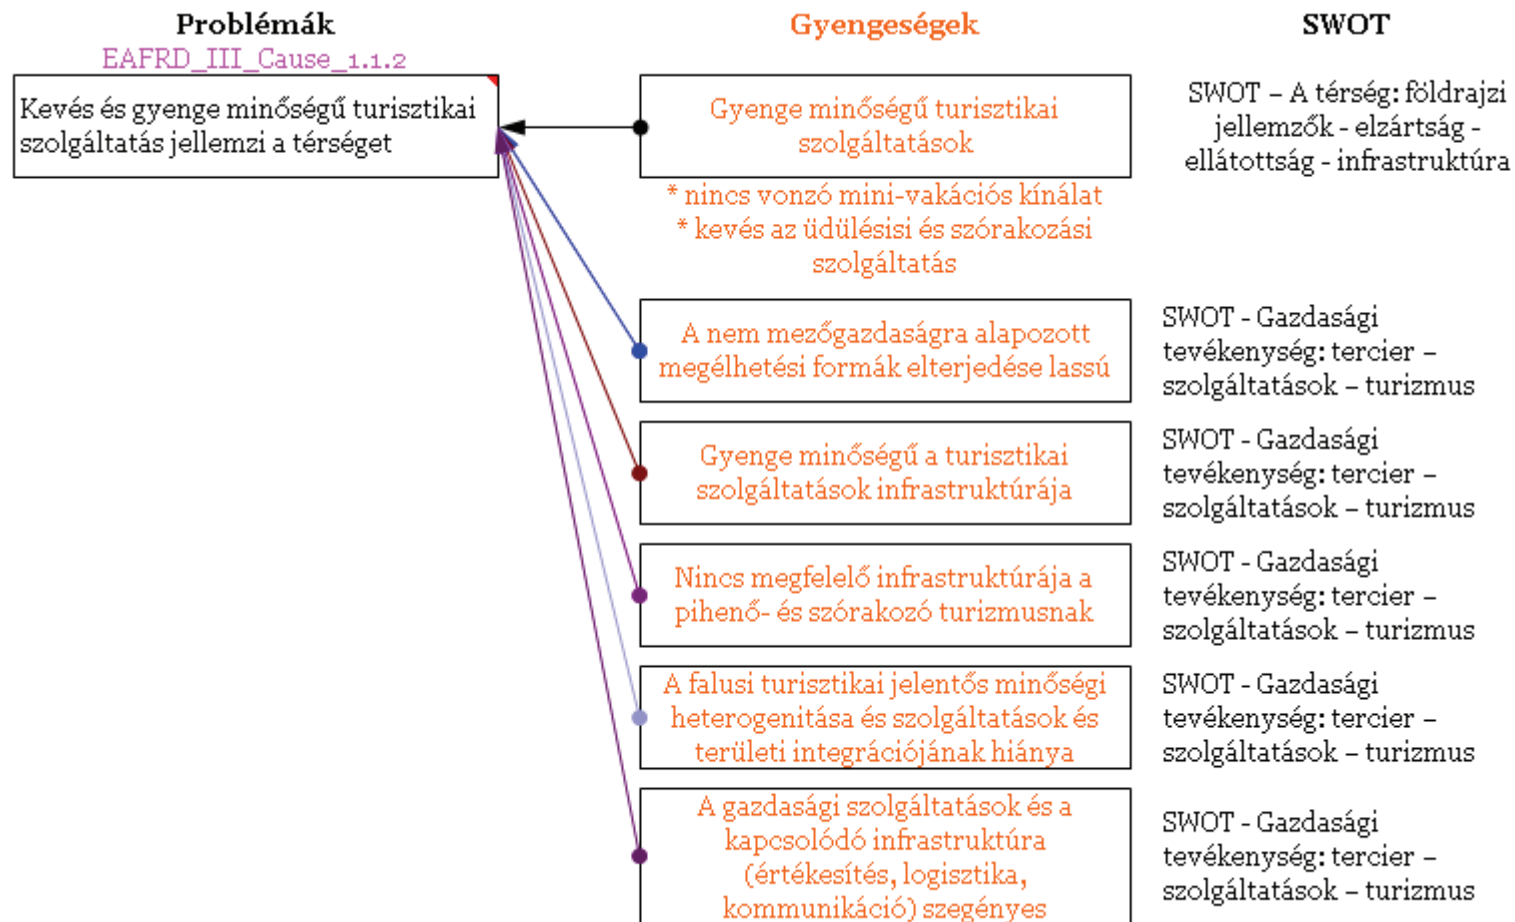 Problémák
Gyengeségek
SWOT
EAFRD_III_Cause_1.1.2
Kevés és gyenge minőségű turisztikai
szolgáltatás jellemzi a térséget
Gyenge minőségű turisztikai
szolgáltatások
SWOT – A térség: földrajzi
jellemzők - elzártság -
ellátottság - infrastruktúra
* nincs vonzó mini-vakációs kínálat
* kevés az üdülésisi és szórakozási
szolgáltatás
A nem mezőgazdaságra alapozott
megélhetési formák elterjedése lassú
SWOT - Gazdasági
tevékenység: tercier –
szolgáltatások – turizmus
Gyenge minőségű a turisztikai
szolgáltatások infrastruktúrája
SWOT - Gazdasági
tevékenység: tercier –
szolgáltatások – turizmus
Nincs megfelelő infrastruktúrája a
pihenő- és szórakozó turizmusnak
SWOT - Gazdasági
tevékenység: tercier –
szolgáltatások – turizmus
A falusi turisztikai jelentős minőségi
heterogenitása és szolgáltatások és
területi integrációjának hiánya
SWOT - Gazdasági
tevékenység: tercier –
szolgáltatások – turizmus
A gazdasági szolgáltatások és a
kapcsolódó infrastruktúra
(értékesítés, logisztika,
kommunikáció) szegényes
SWOT - Gazdasági
tevékenység: tercier –
szolgáltatások – turizmus